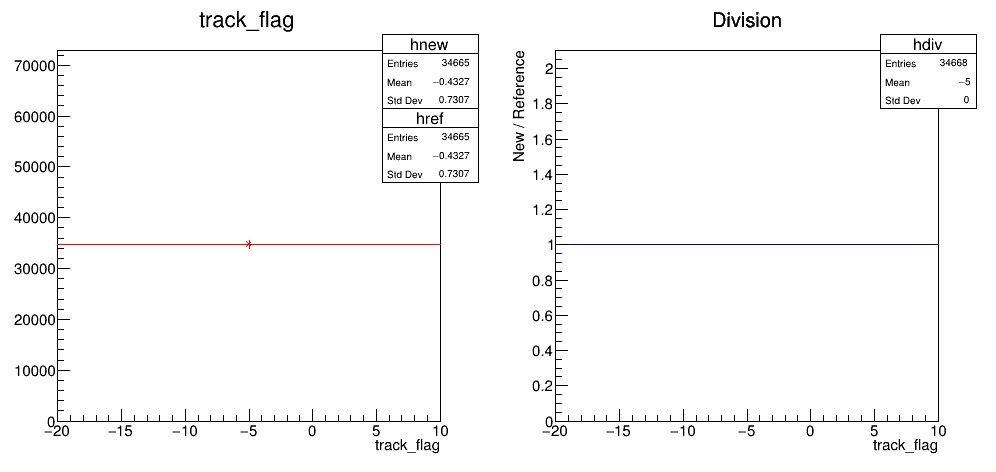 track_flag
hnew
Entries 34665
Mean −0.4327
Std Dev 0.7307
href
Entries 34665
Mean −0.4327
Std Dev 0.7307
70000
60000
50000
40000
30000
20000
10000
0
−20 −15 −10 −5 0 5 10
track_flag
Division
hdiv
Entries 34668
Mean −5
Std Dev 0
New / Reference
2
1.8
1.6
1.4
1.2
1
0.8
0.6
0.4
0.2
0
−20 −15 −10 −5 0 5 10
track_flag